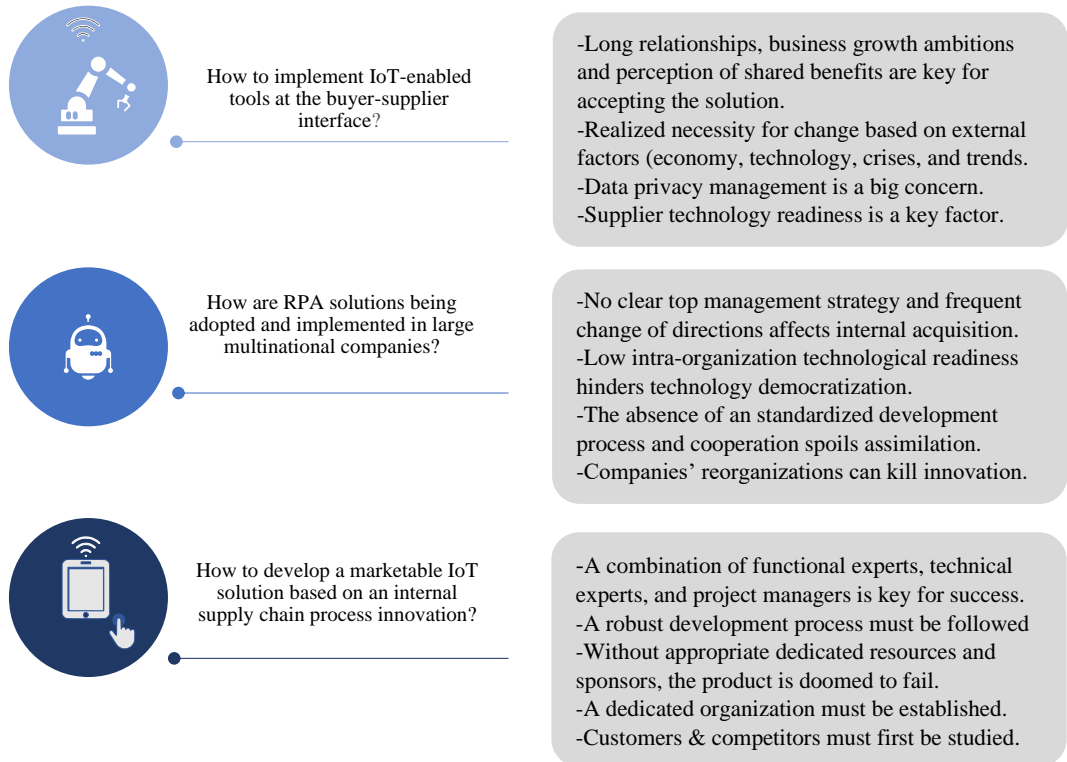 How to implement IoT-enabled
tools at the buyer-supplier
interface?
-Long relationships, business growth ambitions
and perception of shared benefits are key for
accepting the solution.
-Realized necessity for change based on external
factors (economy, technology, crises, and trends.
-Data privacy management is a big concern.
-Supplier technology readiness is a key factor.
How are RPA solutions being
adopted and implemented in large
multinational companies?
-No clear top management strategy and frequent
change of directions affects internal acquisition.
-Low intra-organization technological readiness
hinders technology democratization.
-The absence of an standardized development
process and cooperation spoils assimilation.
-Companies’ reorganizations can kill innovation.
How to develop a marketable IoT
solution based on an internal
supply chain process innovation?
-A combination of functional experts, technical
experts, and project managers is key for success.
-A robust development process must be followed
-Without appropriate dedicated resources and
sponsors, the product is doomed to fail.
-A dedicated organization must be established.
-Customers & competitors must first be studied.